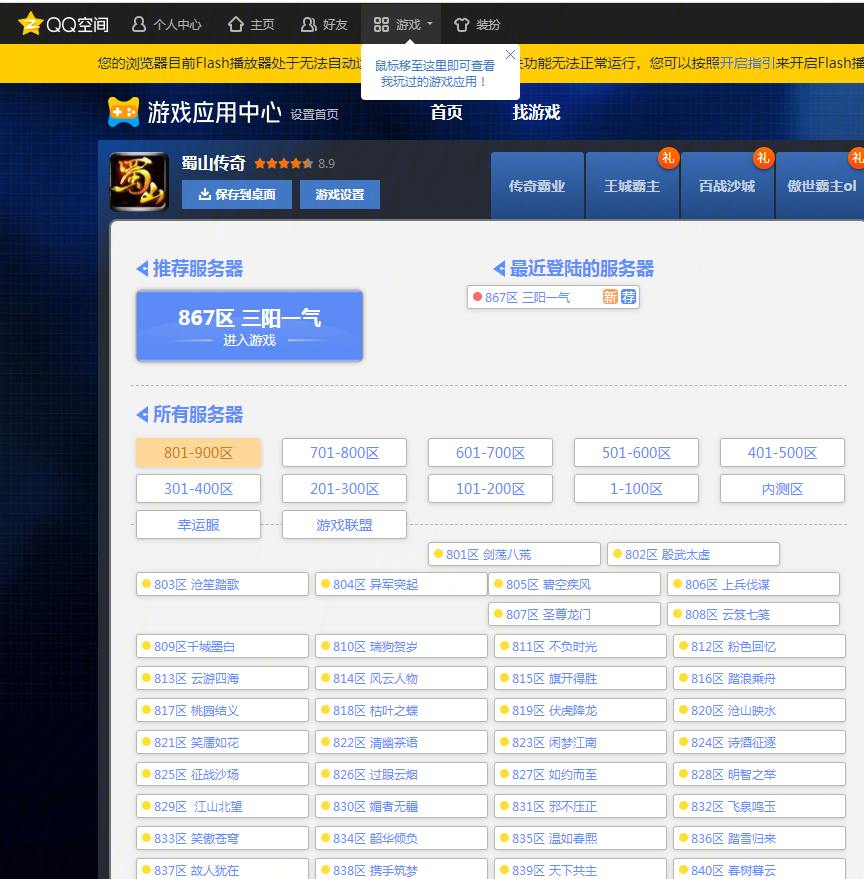 QQ空间 个人中心 主页 好友 游戏 装扮
您的浏览器目前Flash播放器处于无法自动 功能无法正常运行，您可以按照开启指引来开启Flash播
鼠标移至这里即可查看
我玩过的游戏应用！
游戏应用中心 设置首页 首页 找游戏
蜀山
蜀山传奇 8.9
保存到桌面 游戏设置
传奇霸业 王城霸主 礼 百战沙城 礼 傲世霸主ol 礼
推荐服务器 最近登陆的服务器
867区 三阳一气 新 荐
867区 三阳一气
进入游戏
所有服务器
801-900区 701-800区 601-700区 501-600区 401-500区
301-400区 201-300区 101-200区 1-100区 内测区
幸运服 游戏联盟
801区 剑荡八荒 802区 殷武太虚
803区 沧笙踏歌 804区 异军突起 805区 碧空疾风 806区 上兵伐谋
807区 圣尊龙门 808区 云笈七笺
809区千城墨白 810区 瑞狗贺岁 811区 不负时光 812区 粉色回忆
813区 云游四海 814区 风云人物 815区 旗开得胜 816区 踏浪乘舟
817区 桃园结义 818区 枯叶之蝶 819区 伏虎降龙 820区 沧山映水
821区 笑靥如花 822区 清幽茶语 823区 闲梦江南 824区 诗酒征逐
825区 征战沙场 826区 过眼云烟 827区 如约而至 828区 明智之举
829区 江山北望 830区 媚者无疆 831区 邪不压正 832区 飞泉鸣玉
833区 笑傲苍穹 834区 韶华倾负 835区 温如春熙 836区 踏雪归来
837区 故人犹在 838区 携手筑梦 839区 天下共主 840区 春树暮云